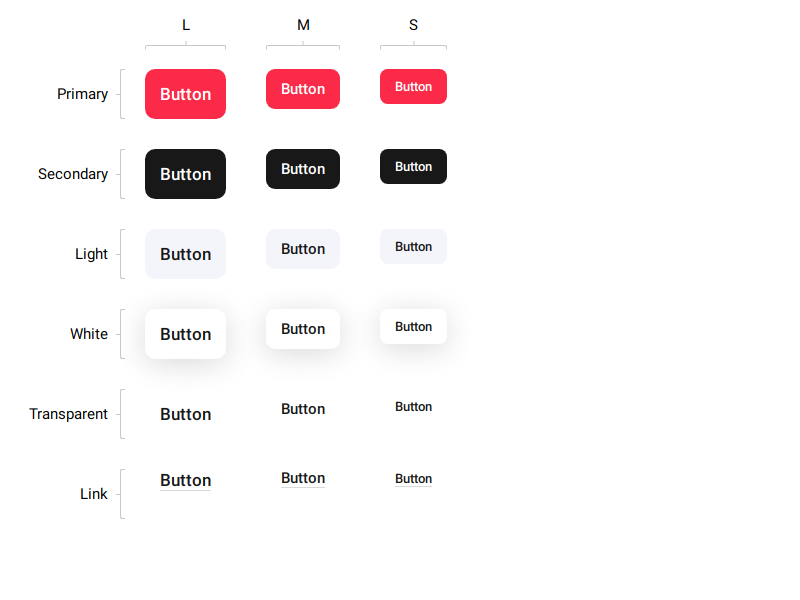 L M S
Primary Button Button Button
Secondary Button Button Button
Light Button Button Button
White Button Button Button
Transparent Button Button Button
Link Button Button Button